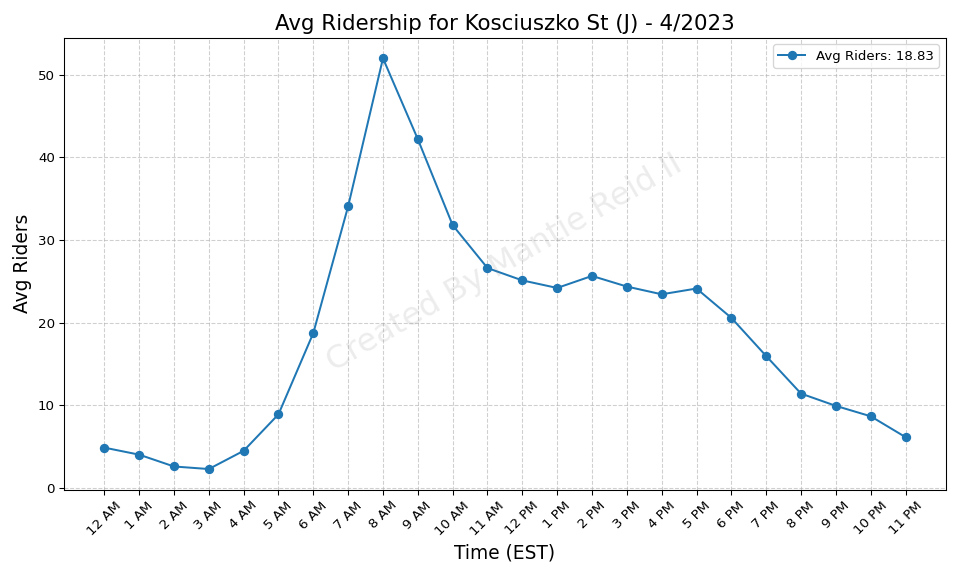 Avg Ridership for Kosciuszko St (J) - 4/2023
Avg Riders: 18.83
Avg Riders
50
40
30
20
10
0
Created By Mantie Reid II
12 AM
1 AM
2 AM
3 AM
4 AM
5 AM
6 AM
7 AM
8 AM
9 AM
10 AM
11 AM
12 PM
1 PM
2 PM
3 PM
4 PM
5 PM
6 PM
7 PM
8 PM
9 PM
10 PM
11 PM
Time (EST)